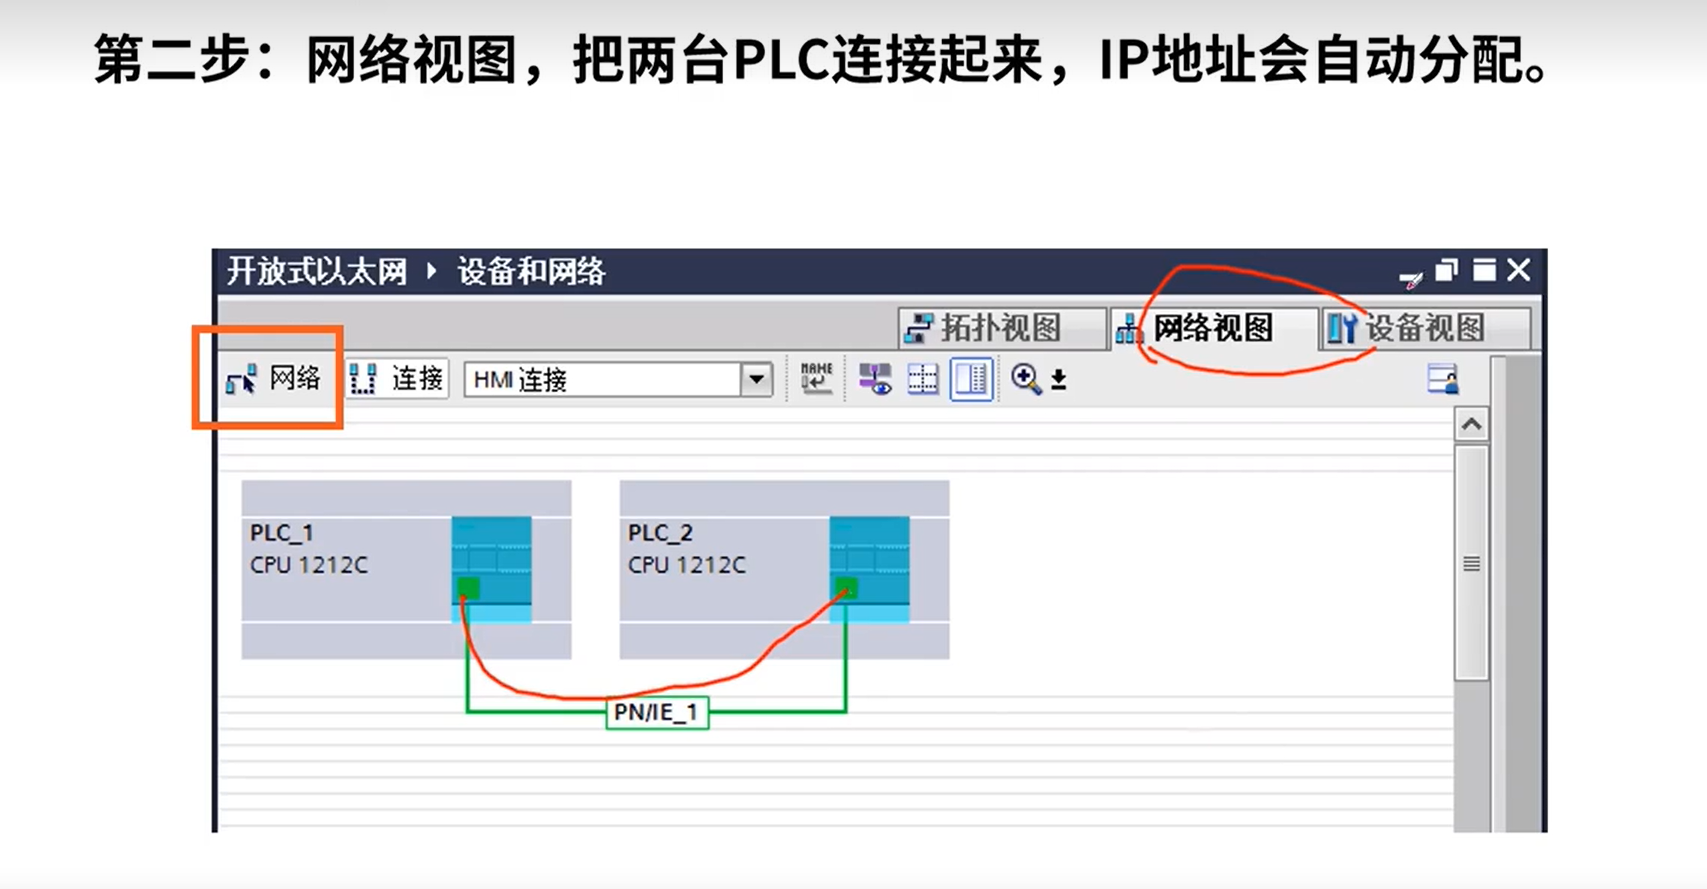 第二步：网络视图，把两台PLC连接起来，IP地址会自动分配。
开放式以太网 ▸ 设备和网络
拓扑视图 网络视图 设备视图
网络 连接 HMI 连接 NAME
PLC_1 PLC_2
CPU 1212C CPU 1212C
PN/IE_1